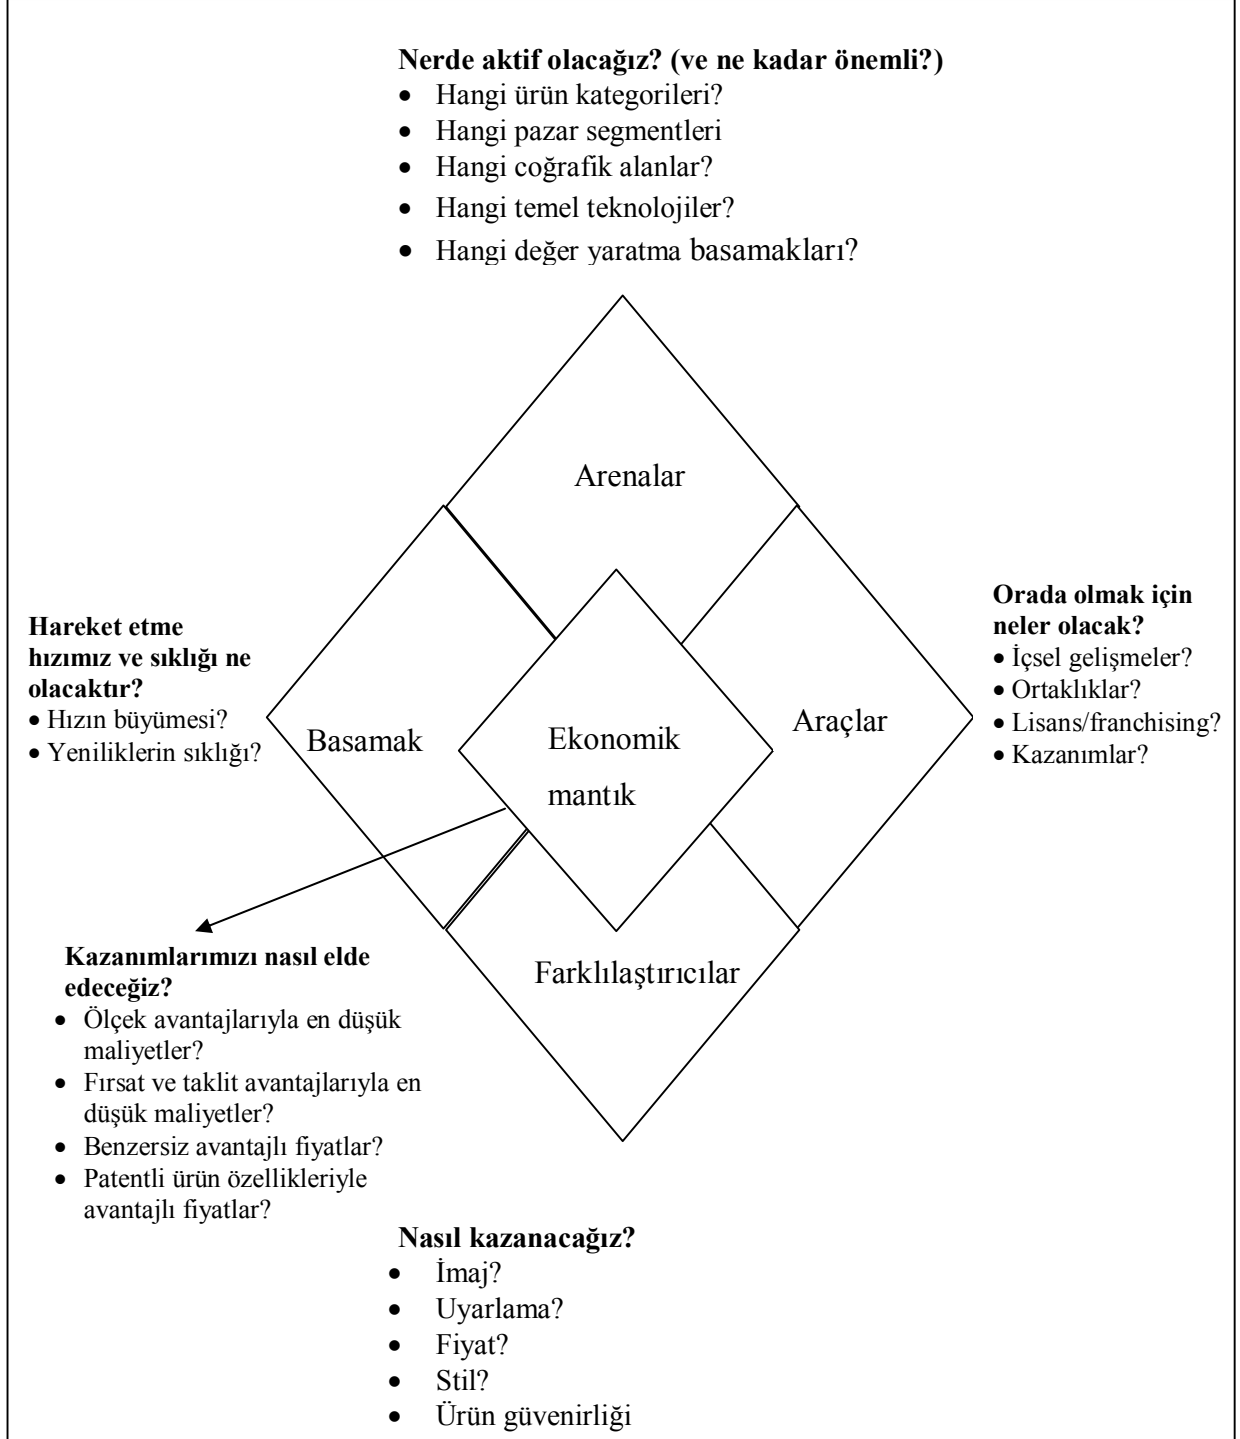 Nerde aktif olacağız? (ve ne kadar önemli?)
• Hangi ürün kategorileri?
• Hangi pazar segmentleri
• Hangi coğrafik alanlar?
• Hangi temel teknolojiler?
• Hangi değer yaratma basamakları?
Arenalar
Hareket etme
hızımız ve sıklığı ne
olacaktır?
• Hızın büyümesi?
• Yeniliklerin sıklığı?
Basamak
Ekonomik
mantık
Araçlar
Orada olmak için
neler olacak?
• İçsel gelişmeler?
• Ortaklıklar?
• Lisans/franchising?
• Kazanımlar?
Farklılaştırıcılar
Kazanımlarımızı nasıl elde
edeceğiz?
• Ölçek avantajlarıyla en düşük
maliyetler?
• Fırsat ve taklit avantajlarıyla en
düşük maliyetler?
• Benzersiz avantajlı fiyatlar?
• Patentli ürün özellikleriyle
avantajlı fiyatlar?
Nasıl kazanacağız?
• İmaj?
• Uyarlama?
• Fiyat?
• Stil?
• Ürün güvenirliği